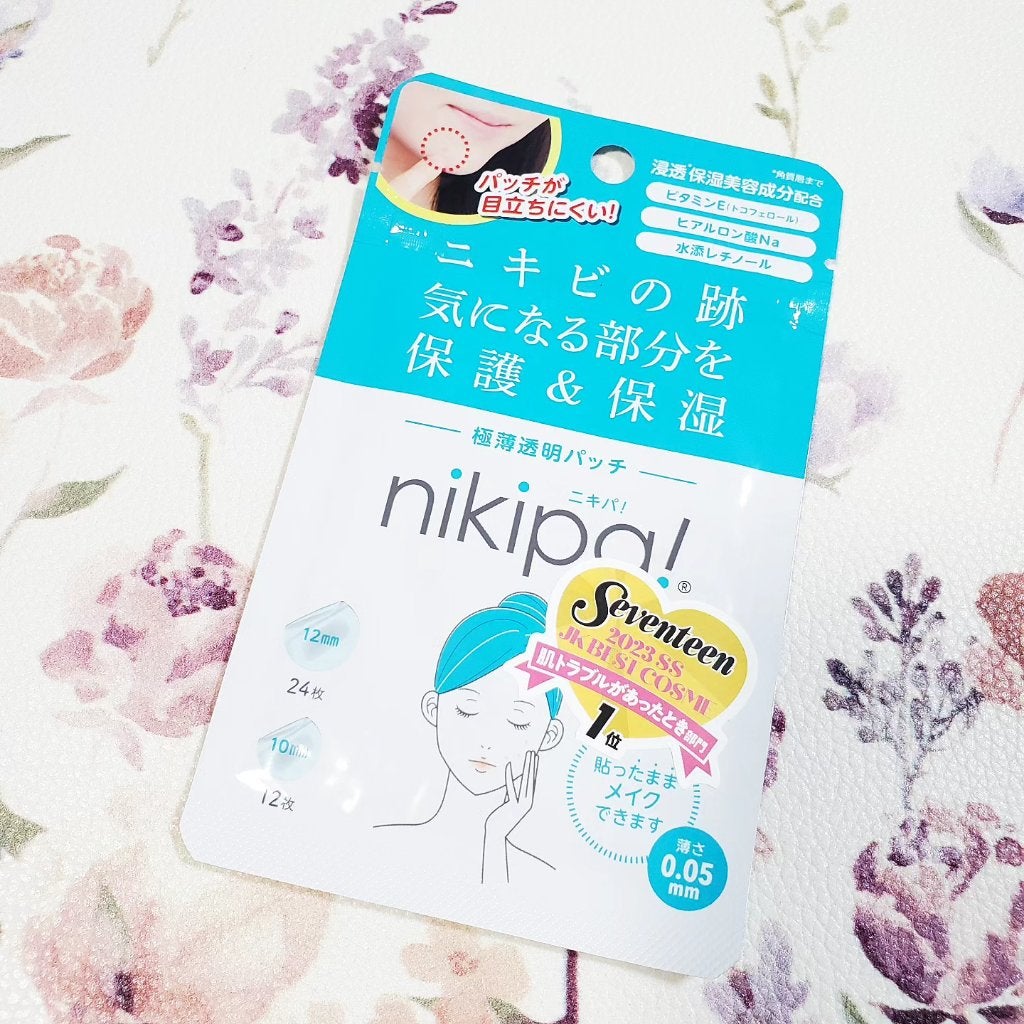 パッチが
目立ちにくい!
*角質層まで
浸透*保湿美容成分配合
ビタミンE(トコフェロール)
ヒアルロン酸Na
水添レチノール
ニキビの跡
気になる部分を
保護&保湿
極薄透明パッチ
ニキパ!
nikipa!
®
12mm
24枚
10mm
12枚
Seventeen
2023 SS
JK BEST COSME
肌トラブルがあったとき部門
1位
貼ったまま
メイク
できます
薄さ
0.05
mm